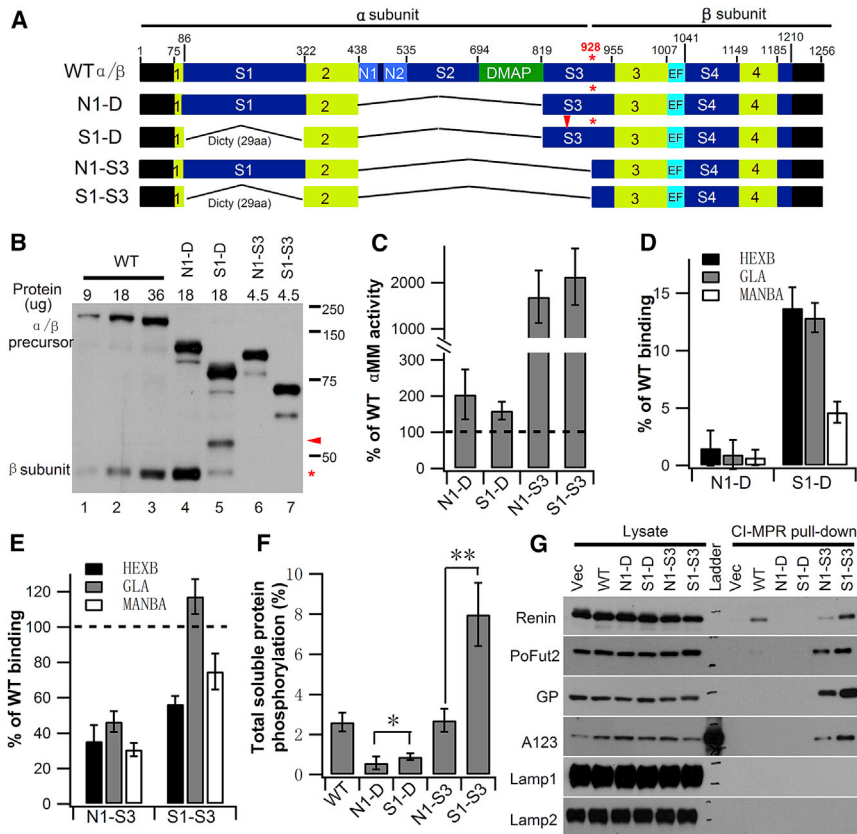 A
α subunit
β subunit
1 75 86 322 438 535 694 819 928 955 1007 1041 1149 1185 1210 1256
*
WT α/β 1 S1 2 N1 N2 S2 DMAP S3 3 EF S4 4
*
N1-D 1 S1 2 S3 3 EF S4 4
*
S1-D 1 Dicty (29aa) 2 S3 3 EF S4 4
N1-S3 1 S1 2 3 EF S4 4
S1-S3 1 Dicty (29aa) 2 3 EF S4 4
B
WT N1-D S1-D N1-S3 S1-S3
Protein (ug) 9 18 36 18 18 4.5 4.5
α/β precursor
β subunit
250
150
75
50
*
1 2 3 4 5 6 7
C
% of WT αMM activity
2000
1000
200
100
0
N1-D S1-D N1-S3 S1-S3
D
HEXB
GLA
MANBA
% of WT binding
15
10
5
0
N1-D S1-D
E
HEXB
GLA
MANBA
% of WT binding
120
100
80
60
40
20
0
N1-S3 S1-S3
F
Total soluble protein phosphorylation (%)
10
8
6
4
2
0
*
**
WT N1-D S1-D N1-S3 S1-S3
G
Lysate CI-MPR pull-down
Vec WT N1-D S1-D N1-S3 S1-S3 Ladder Vec WT N1-D S1-D N1-S3 S1-S3
Renin
PoFut2
GP
A123
Lamp1
Lamp2